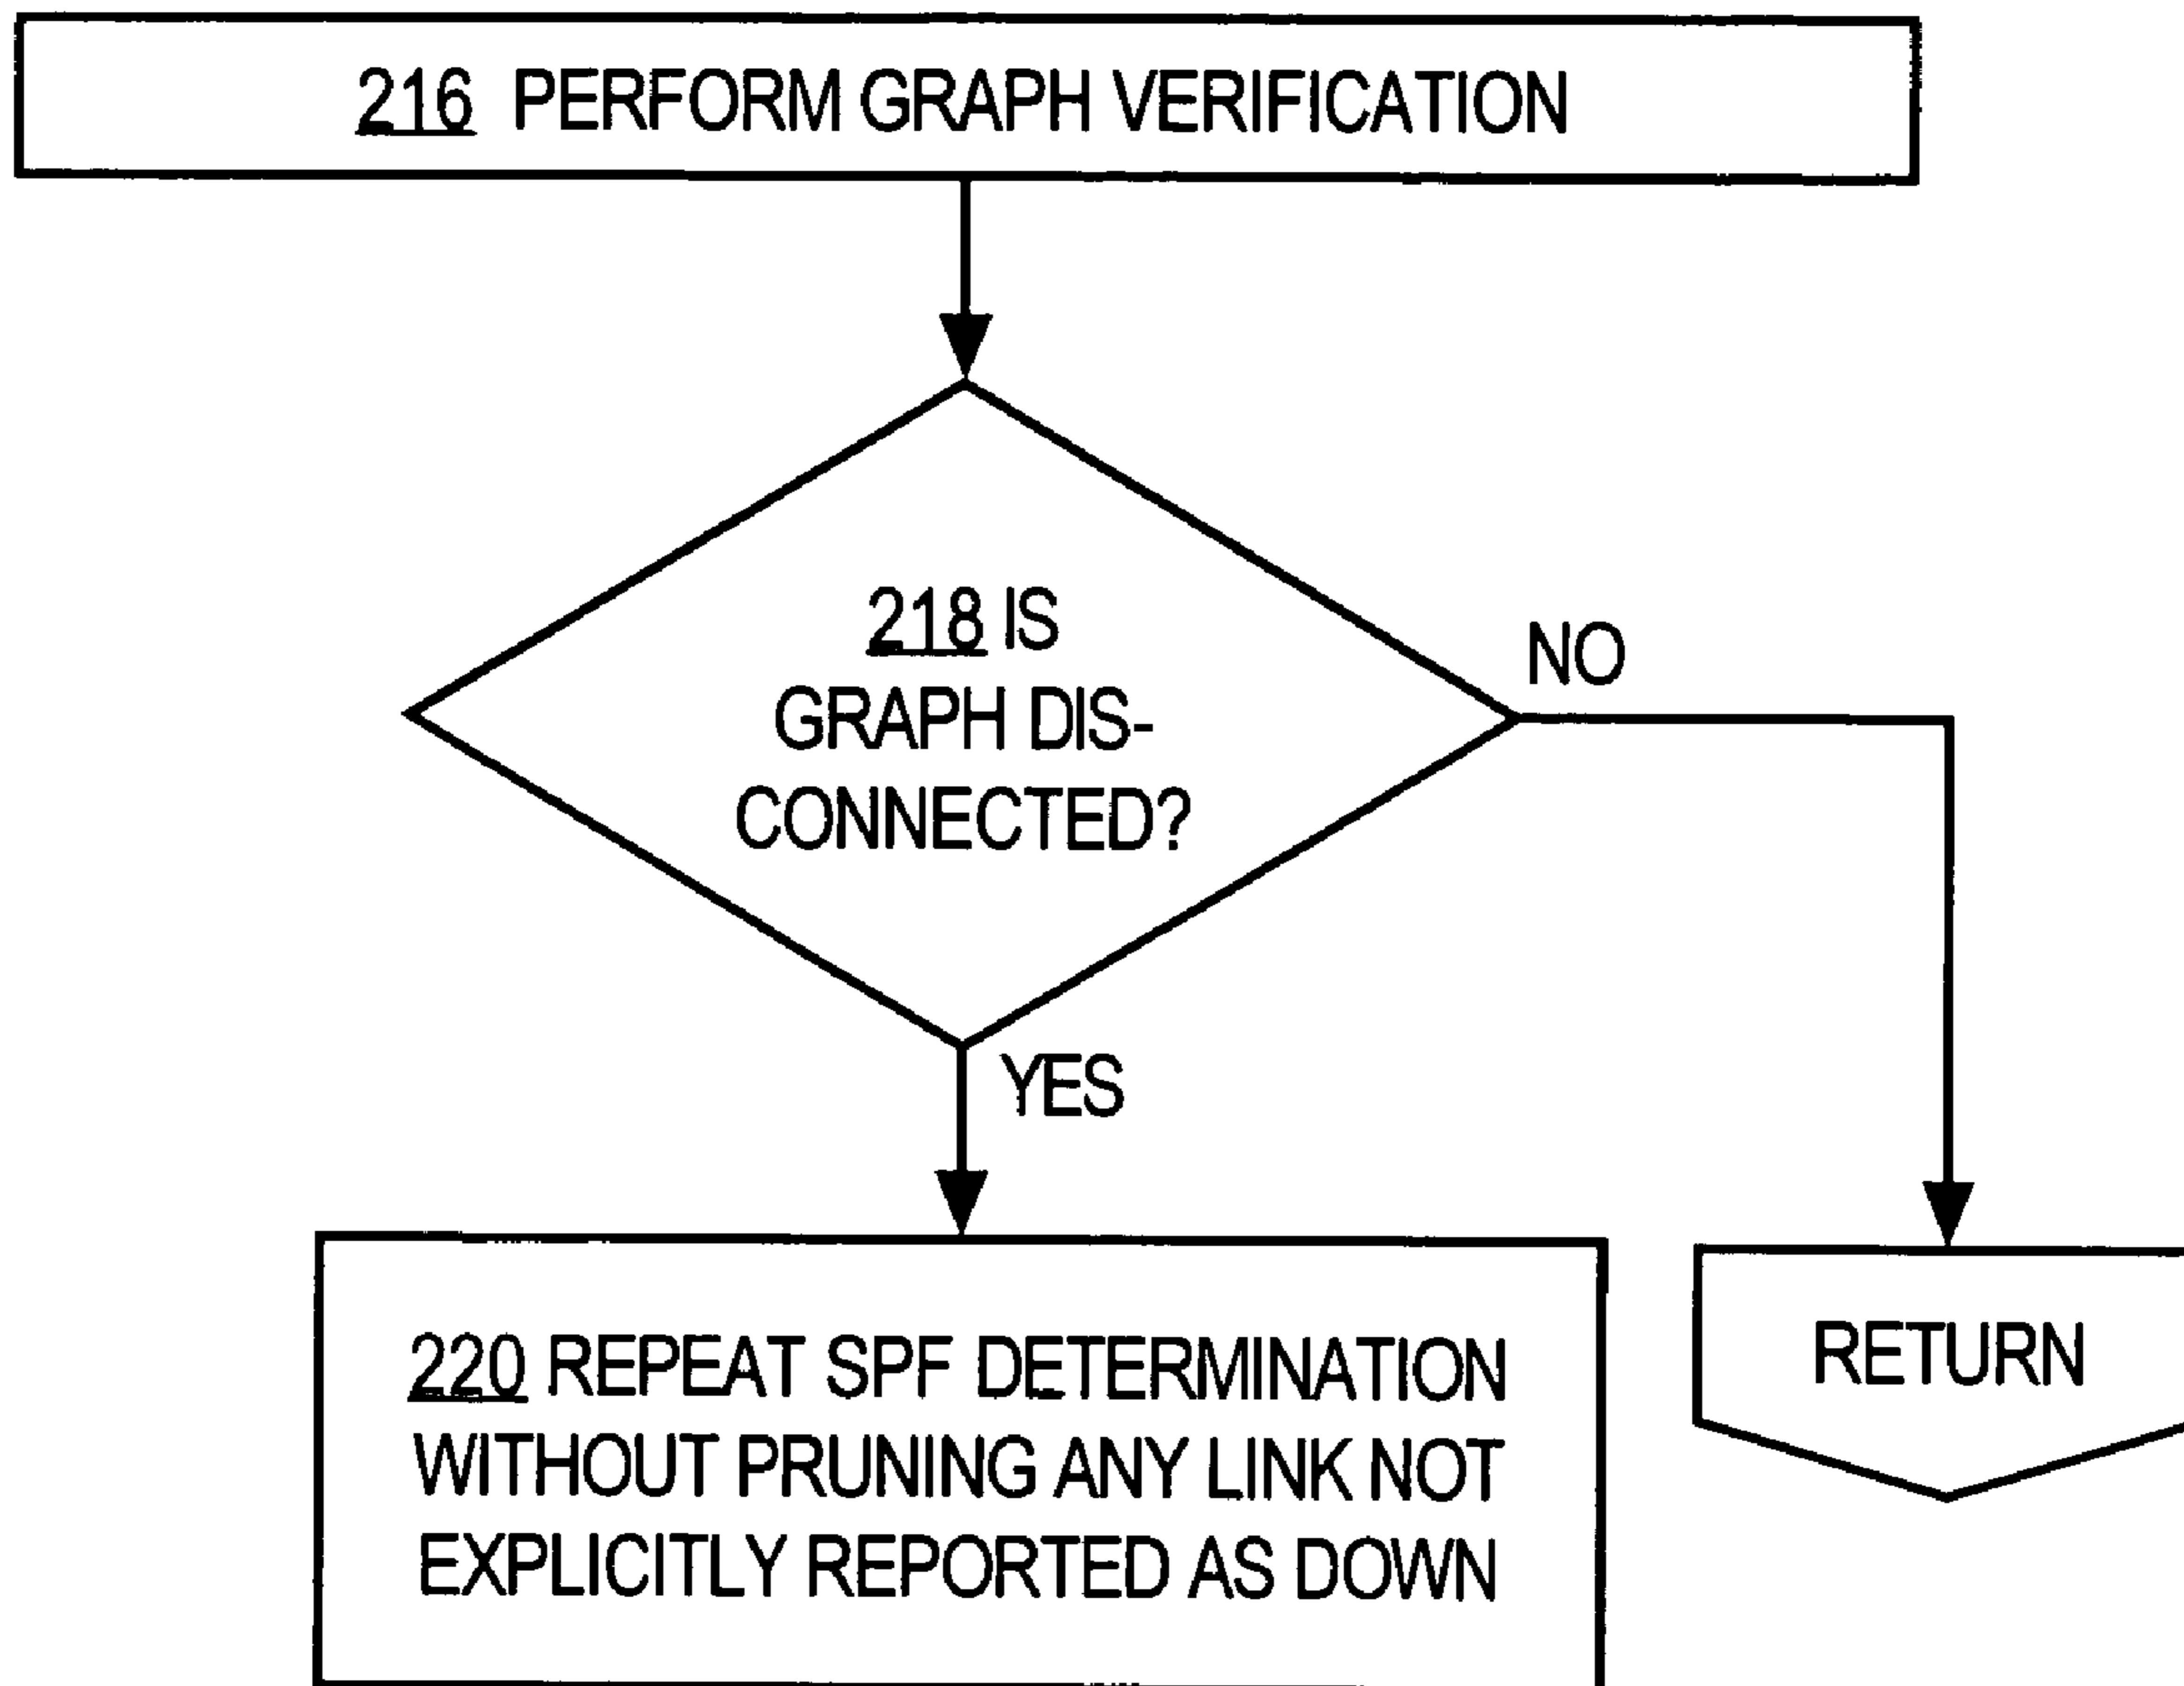 216 PERFORM GRAPH VERIFICATION
218 IS
GRAPH DIS-
CONNECTED?
NO
YES
220 REPEAT SPF DETERMINATION
WITHOUT PRUNING ANY LINK NOT
EXPLICITLY REPORTED AS DOWN
RETURN